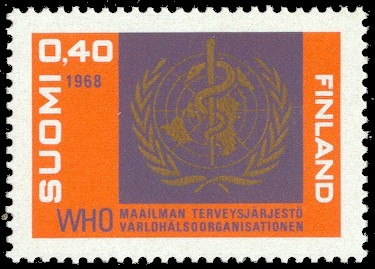 SUOMI
0,40
1968
FINLAND
WHO
MAAILMAN TERVEYSJÄRJESTÖ
VÄRLDHÄLSOORGANISATIONEN